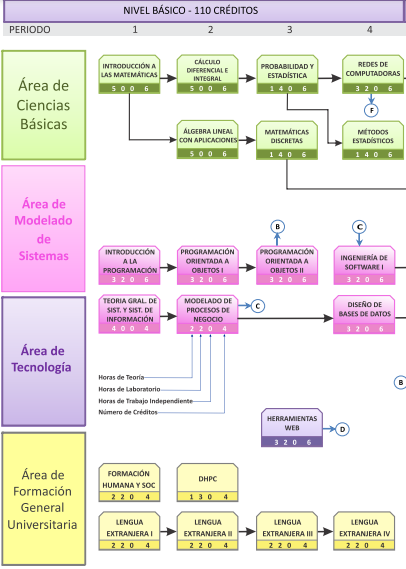 NIVEL BÁSICO - 110 CRÉDITOS
PERIODO 1 2 3 4
Área de
Ciencias
Básicas
INTRODUCCIÓN A
LAS MATEMÁTICAS
5 0 0 6
CÁLCULO
DIFERENCIAL E
INTEGRAL
5 0 0 6
PROBABILIDAD Y
ESTADÍSTICA
1 4 0 6
REDES DE
COMPUTADORAS
3 2 0 6
F
ÁLGEBRA LINEAL
CON APLICACIONES
5 0 0 6
MATEMÁTICAS
DISCRETAS
1 4 0 6
MÉTODOS
ESTADÍSTICOS
1 4 0 6
Área de
Modelado
de
Sistemas
B
C
INTRODUCCIÓN
A LA
PROGRAMACIÓN
3 2 0 6
PROGRAMACIÓN
ORIENTADA A
OBJETOS I
3 2 0 6
PROGRAMACIÓN
ORIENTADA A
OBJETOS II
3 2 0 6
INGENIERÍA DE
SOFTWARE I
3 2 0 6
TEORIA GRAL. DE
SIST. Y SIST. DE
INFORMACIÓN
4 0 0 4
MODELADO DE
PROCESOS DE
NEGOCIO
2 2 0 4
C
DISEÑO DE
BASES DE DATOS
3 2 0 6
Área de
Tecnología
Horas de Teoría
Horas de Laboratorio
Horas de Trabajo Independiente
Número de Créditos
B
HERRAMIENTAS
WEB
3 2 0 6
D
Área de
Formación
General
Universitaria
FORMACIÓN
HUMANA Y SOC
2 2 0 4
DHPC
1 3 0 4
LENGUA
EXTRANJERA I
2 2 0 4
LENGUA
EXTRANJERA II
2 2 0 4
LENGUA
EXTRANJERA III
2 2 0 4
LENGUA
EXTRANJERA IV
2 2 0 4